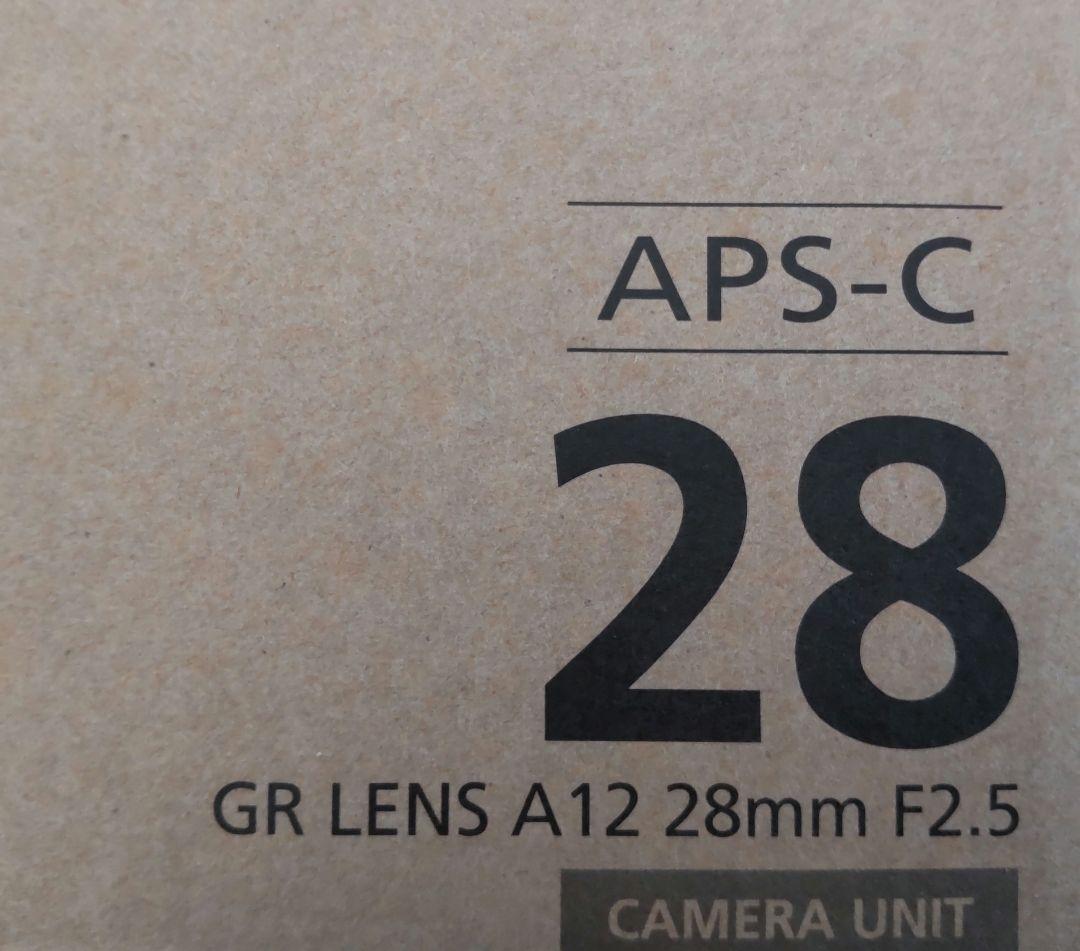 APS-C
28
GR LENS A12 28mm F2.5
CAMERA UNIT